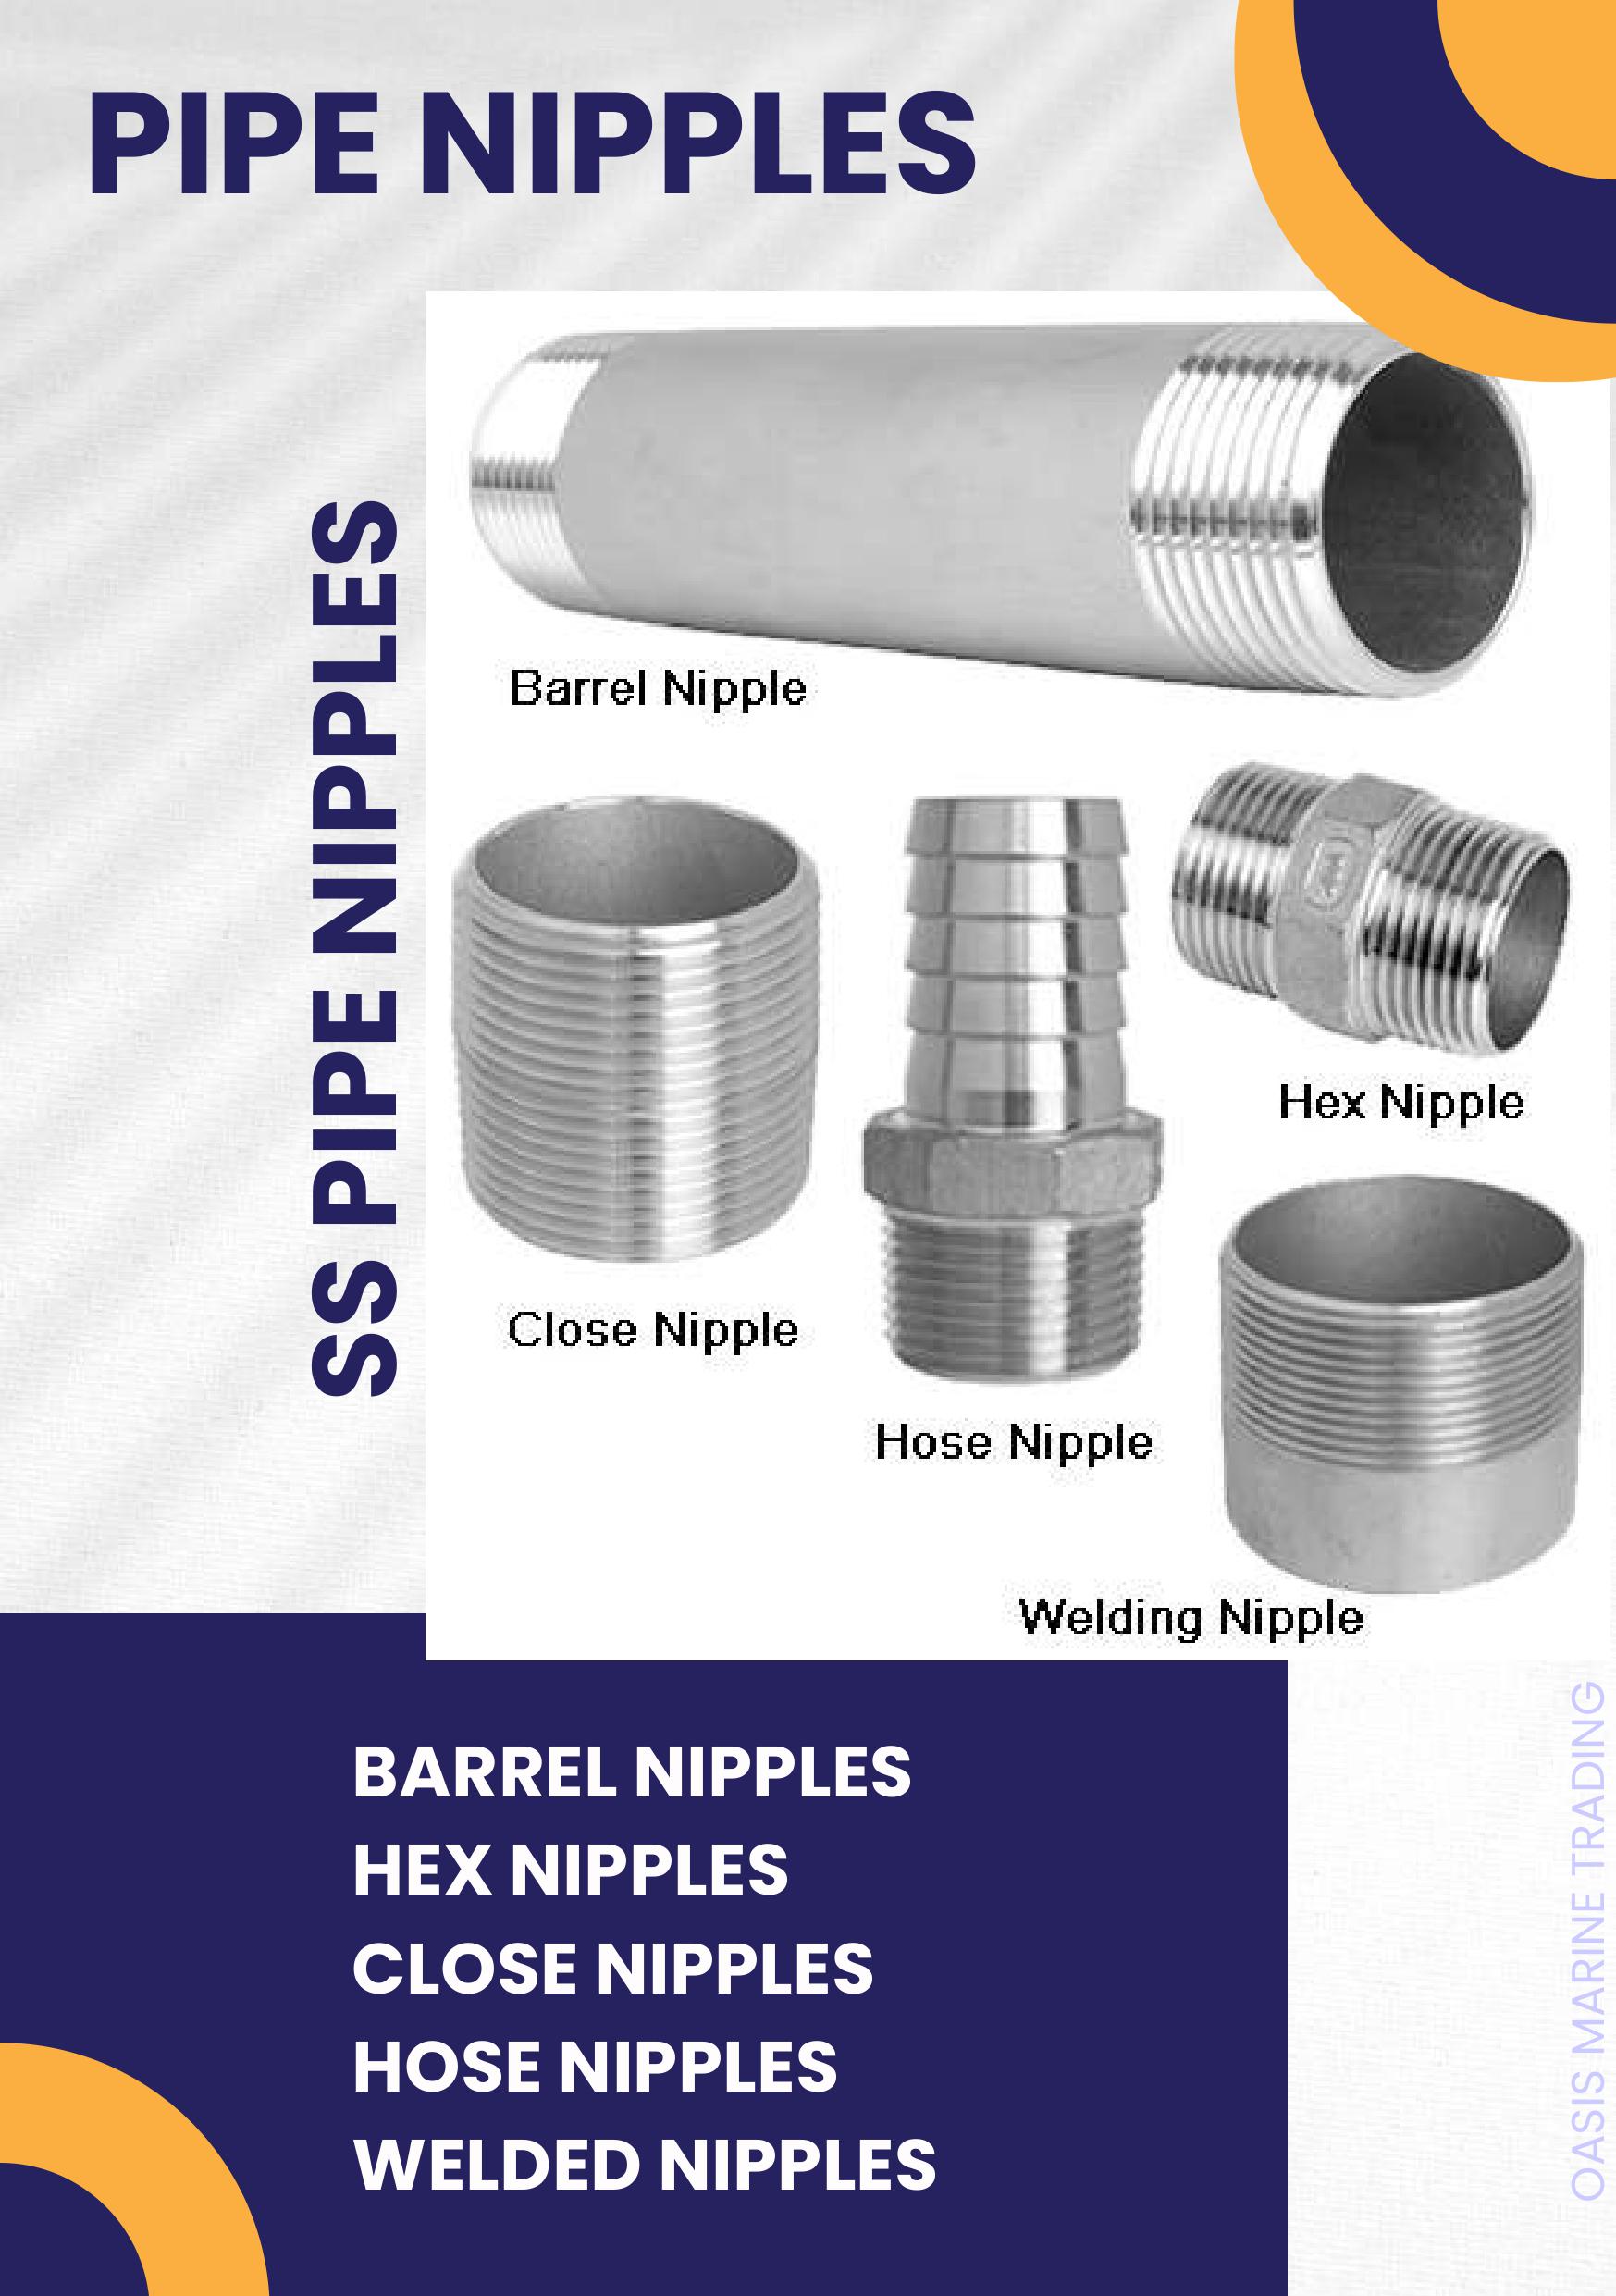 PIPE NIPPLES
SS PIPE NIPPLES
Barrel Nipple
Hex Nipple
Close Nipple
Hose Nipple
Welding Nipple
BARREL NIPPLES
HEX NIPPLES
CLOSE NIPPLES
HOSE NIPPLES
WELDED NIPPLES
OASIS MARINE TRADING